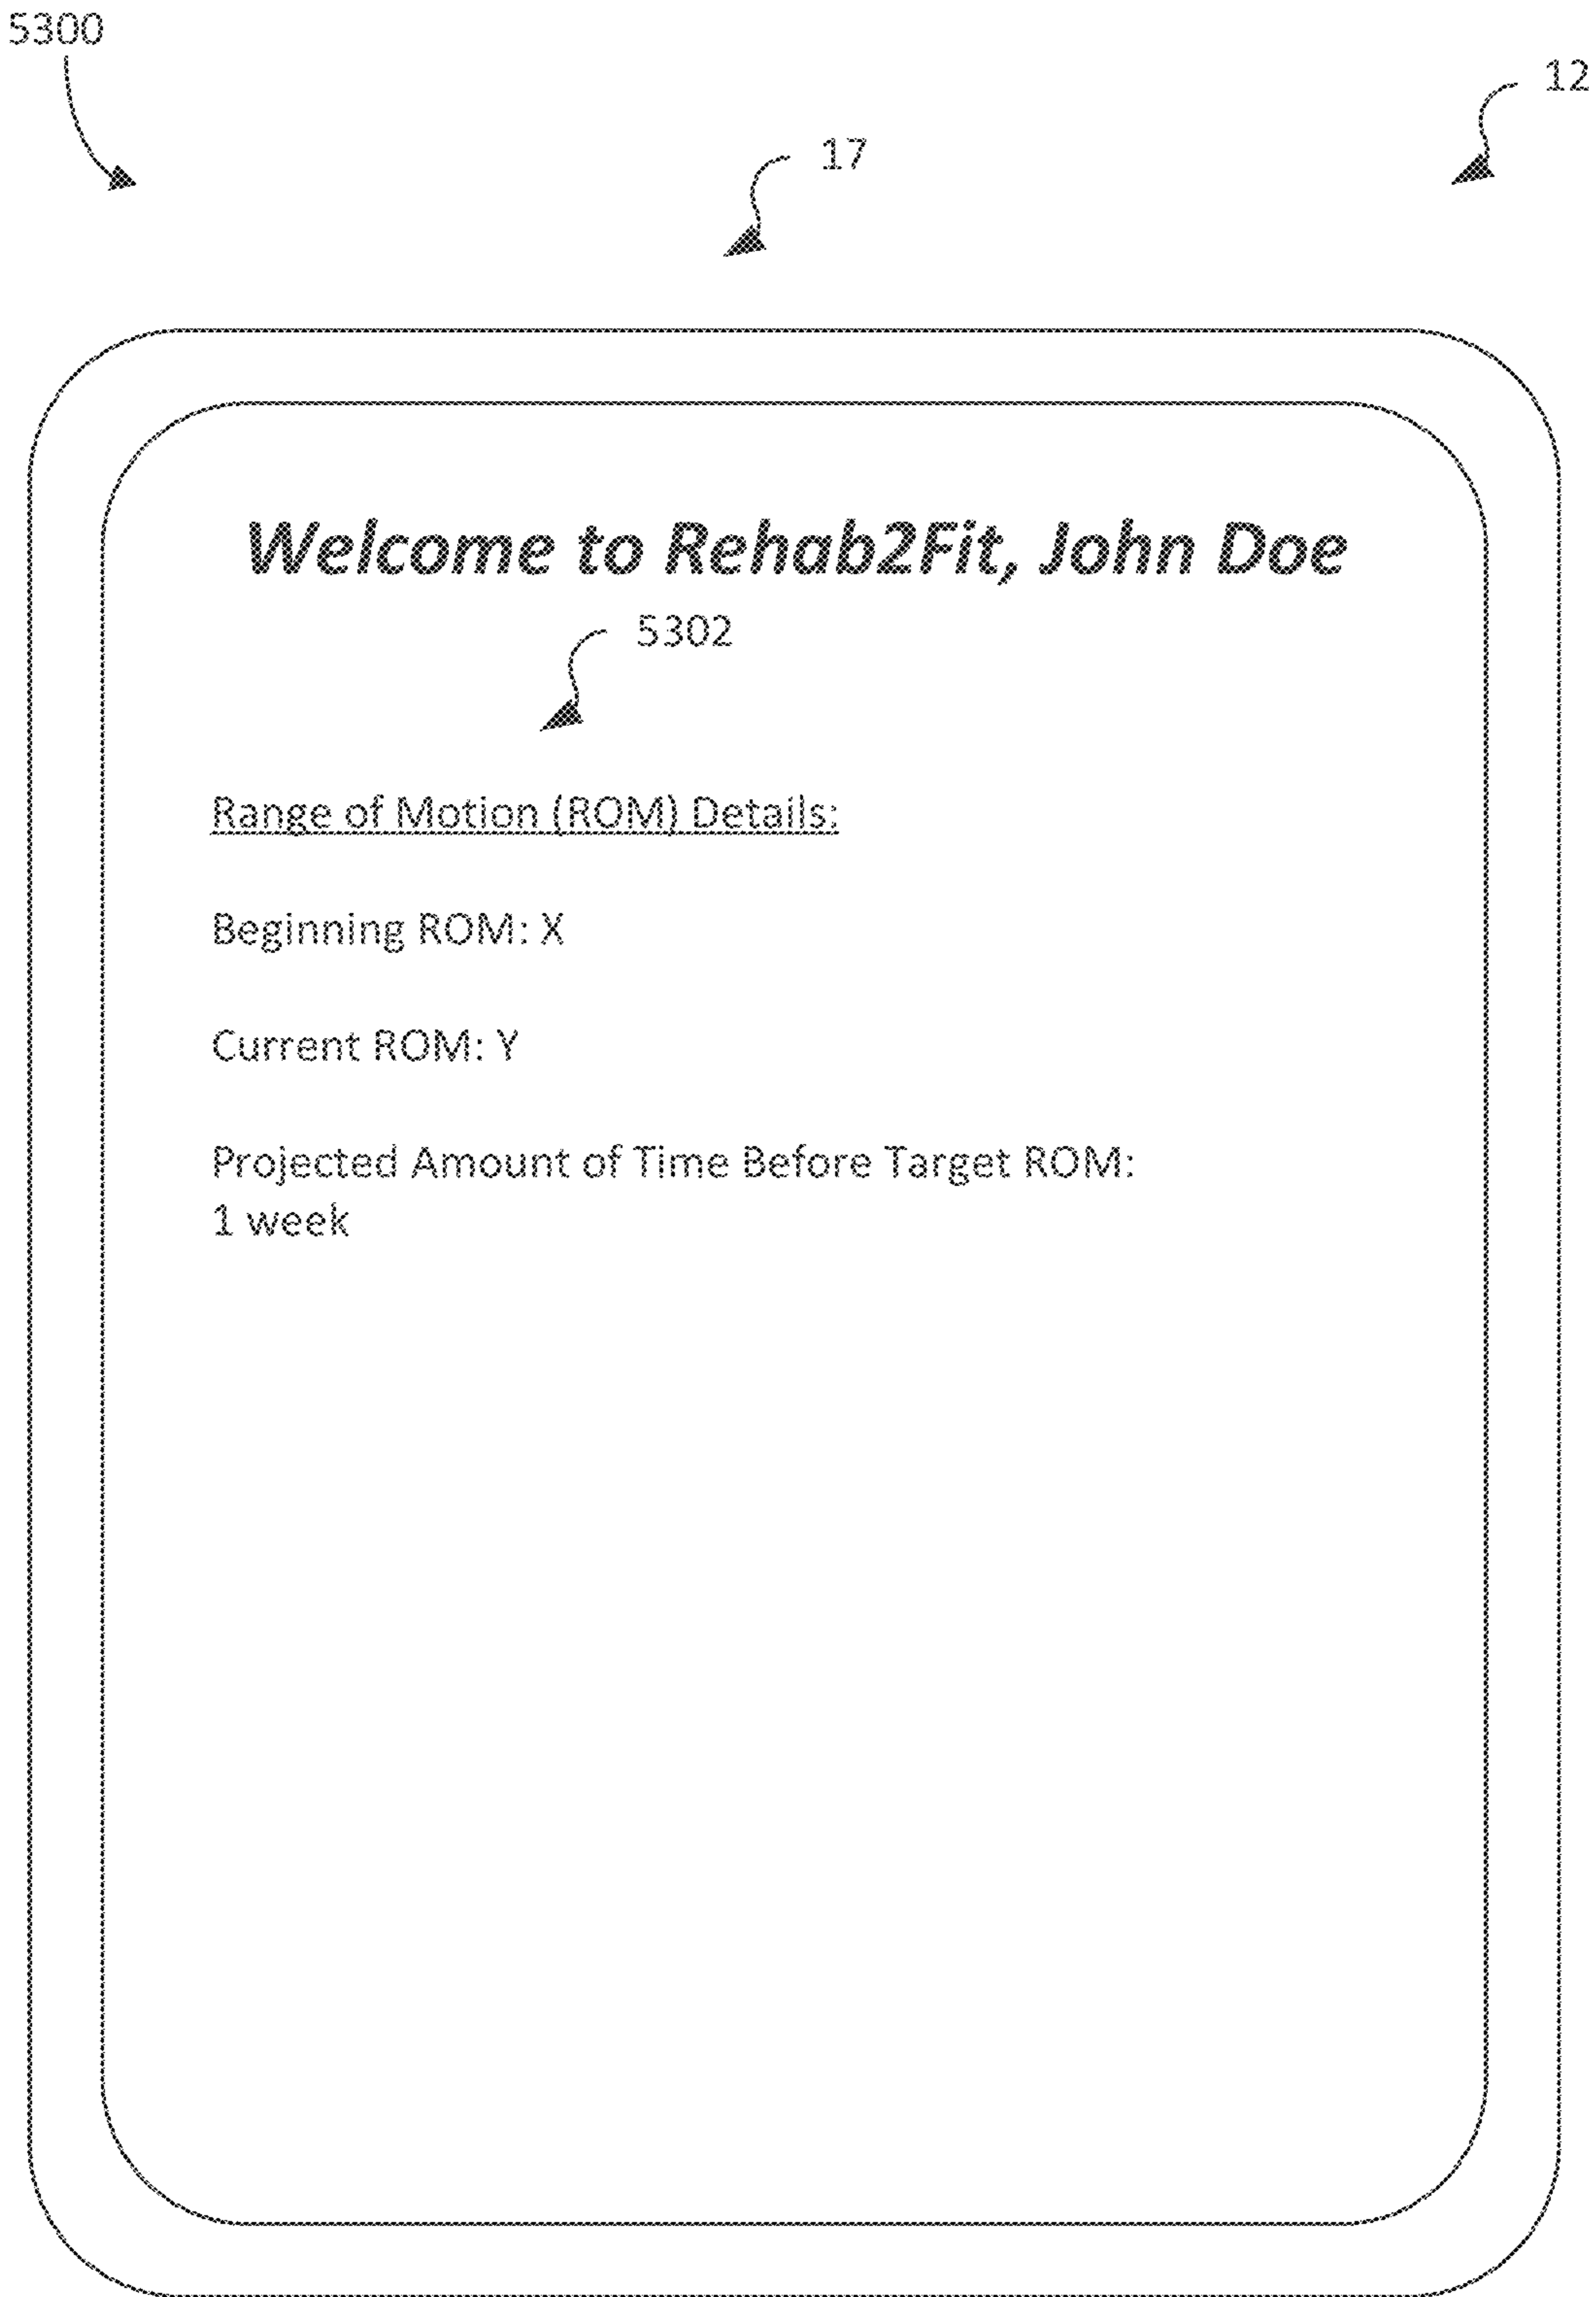 5300
12
17
Welcome to Rehab2Fit, John Doe
5302
Range of Motion (ROM) Details:
Beginning ROM: X
Current ROM: Y
Projected Amount of Time Before Target ROM:
1 week